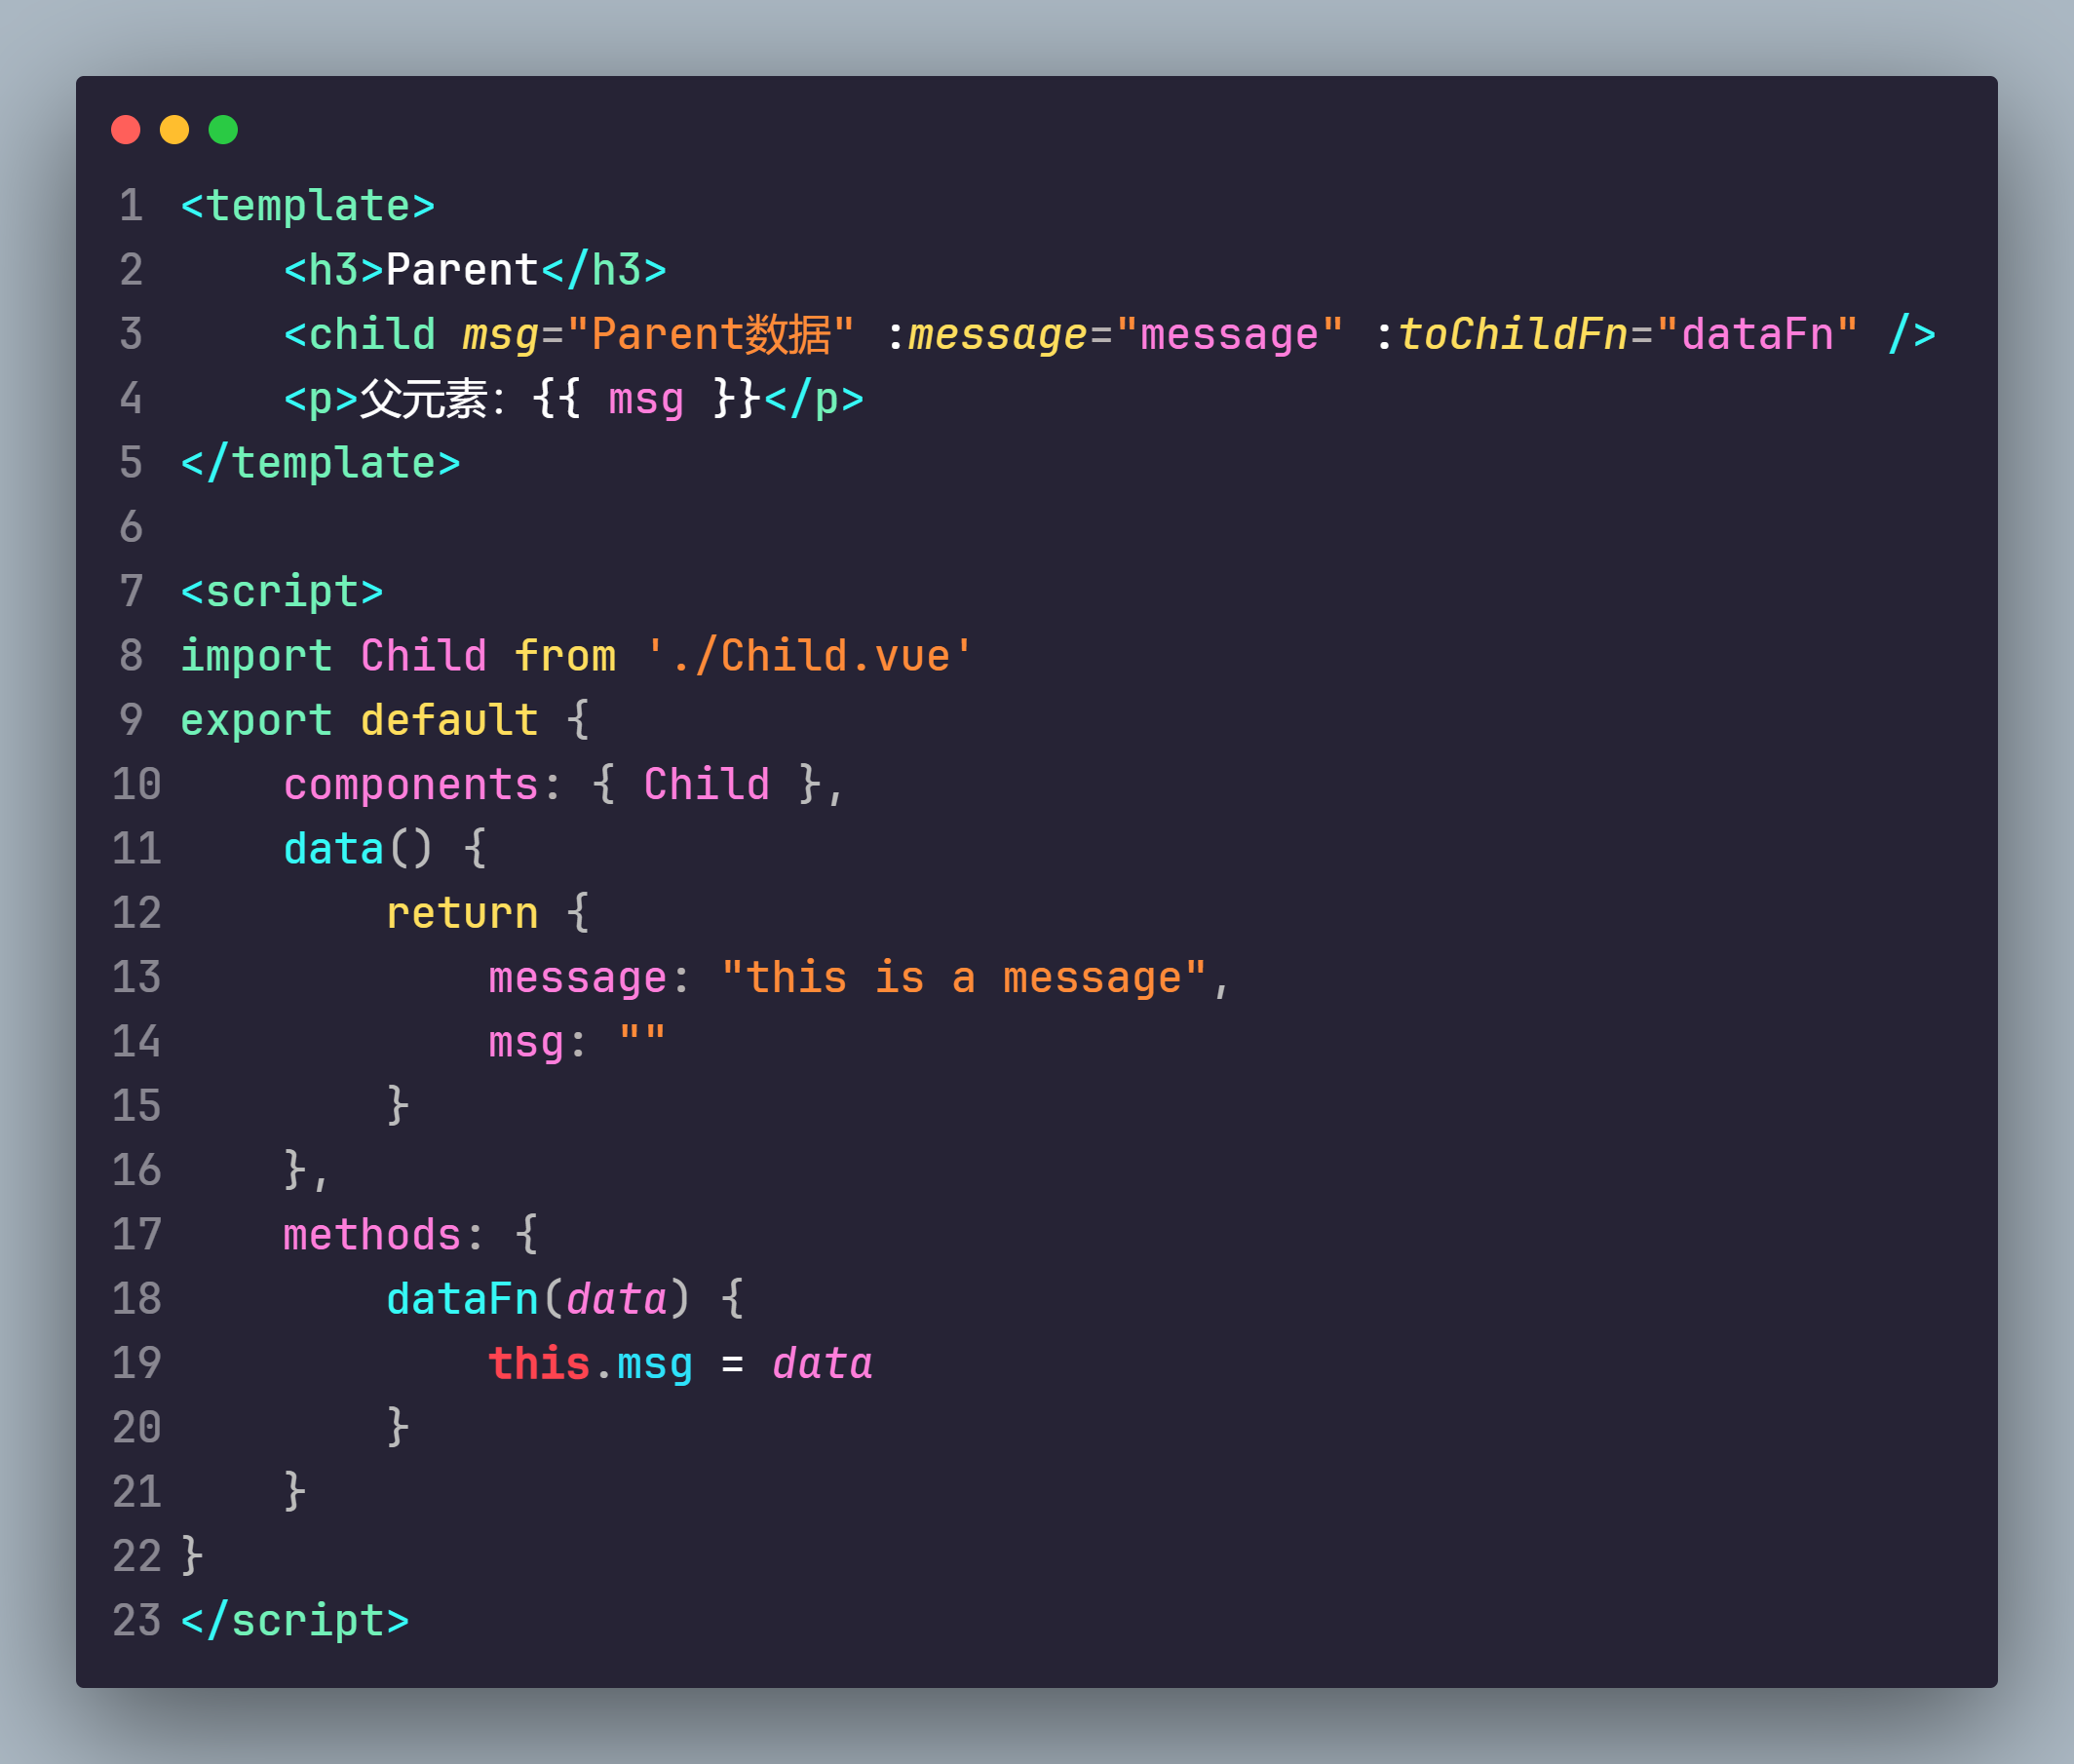 1 <template>
2     <h3>Parent</h3>
3     <child msg="Parent数据" :message="message" :toChildFn="dataFn" />
4     <p>父元素：{{ msg }}</p>
5 </template>
6
7 <script>
8 import Child from './Child.vue'
9 export default {
10     components: { Child },
11     data() {
12         return {
13             message: "this is a message",
14             msg: ""
15         }
16     },
17     methods: {
18         dataFn(data) {
19             this.msg = data
20         }
21     }
22 }
23 </script>